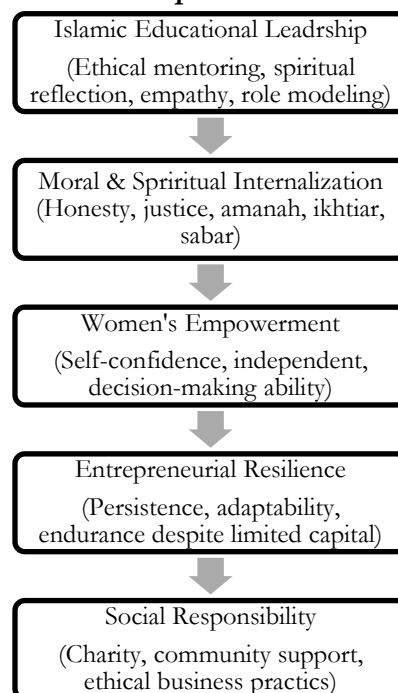 Islamic Educational Leadrship
(Ethical mentoring, spiritual
reflection, empathy, role modeling)
Moral & Spriritual Internalization
(Honesty, justice, amanah, ikhtiar,
sabar)
Women's Empowerment
(Self-confidence, independent,
decision-making ability)
Entrepreneurial Resilience
(Persistence, adaptability,
endurance despite limited capital)
Social Responsibility
(Charity, community support,
ethical business practics)